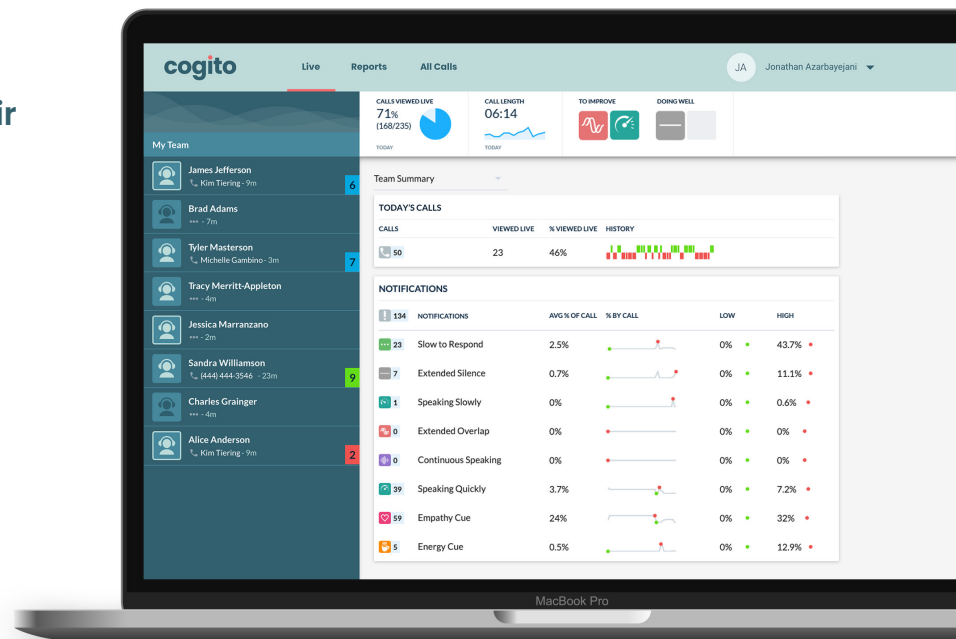 ir
cogito
Live
Reports
All Calls
JA
Jonathan Azarbayejani
CALLS VIEWED LIVE
71%
(168/235)
TODAY
CALL LENGTH
06:14
TODAY
TO IMPROVE
DOING WELL
My Team
James Jefferson
Kim Tiering - 9m
6
Brad Adams
••• - 7m
Tyler Masterson
Michelle Gambino - 3m
7
Tracy Merritt-Appleton
••• - 4m
Jessica Marranzano
••• - 2m
Sandra Williamson
(444) 444-3546 - 23m
9
Charles Grainger
••• - 4m
Alice Anderson
Kim Tiering - 9m
2
Team Summary
TODAY'S CALLS
CALLS VIEWED LIVE % VIEWED LIVE HISTORY
50 23 46%
NOTIFICATIONS
134 NOTIFICATIONS AVG % OF CALL % BY CALL LOW HIGH
23 Slow to Respond 2.5% 0% 43.7%
7 Extended Silence 0.7% 0% 11.1%
1 Speaking Slowly 0% 0% 0.6%
0 Extended Overlap 0% 0% 0%
0 Continuous Speaking 0% 0% 0%
39 Speaking Quickly 3.7% 0% 7.2%
59 Empathy Cue 24% 0% 32%
5 Energy Cue 0.5% 0% 12.9%
MacBook Pro